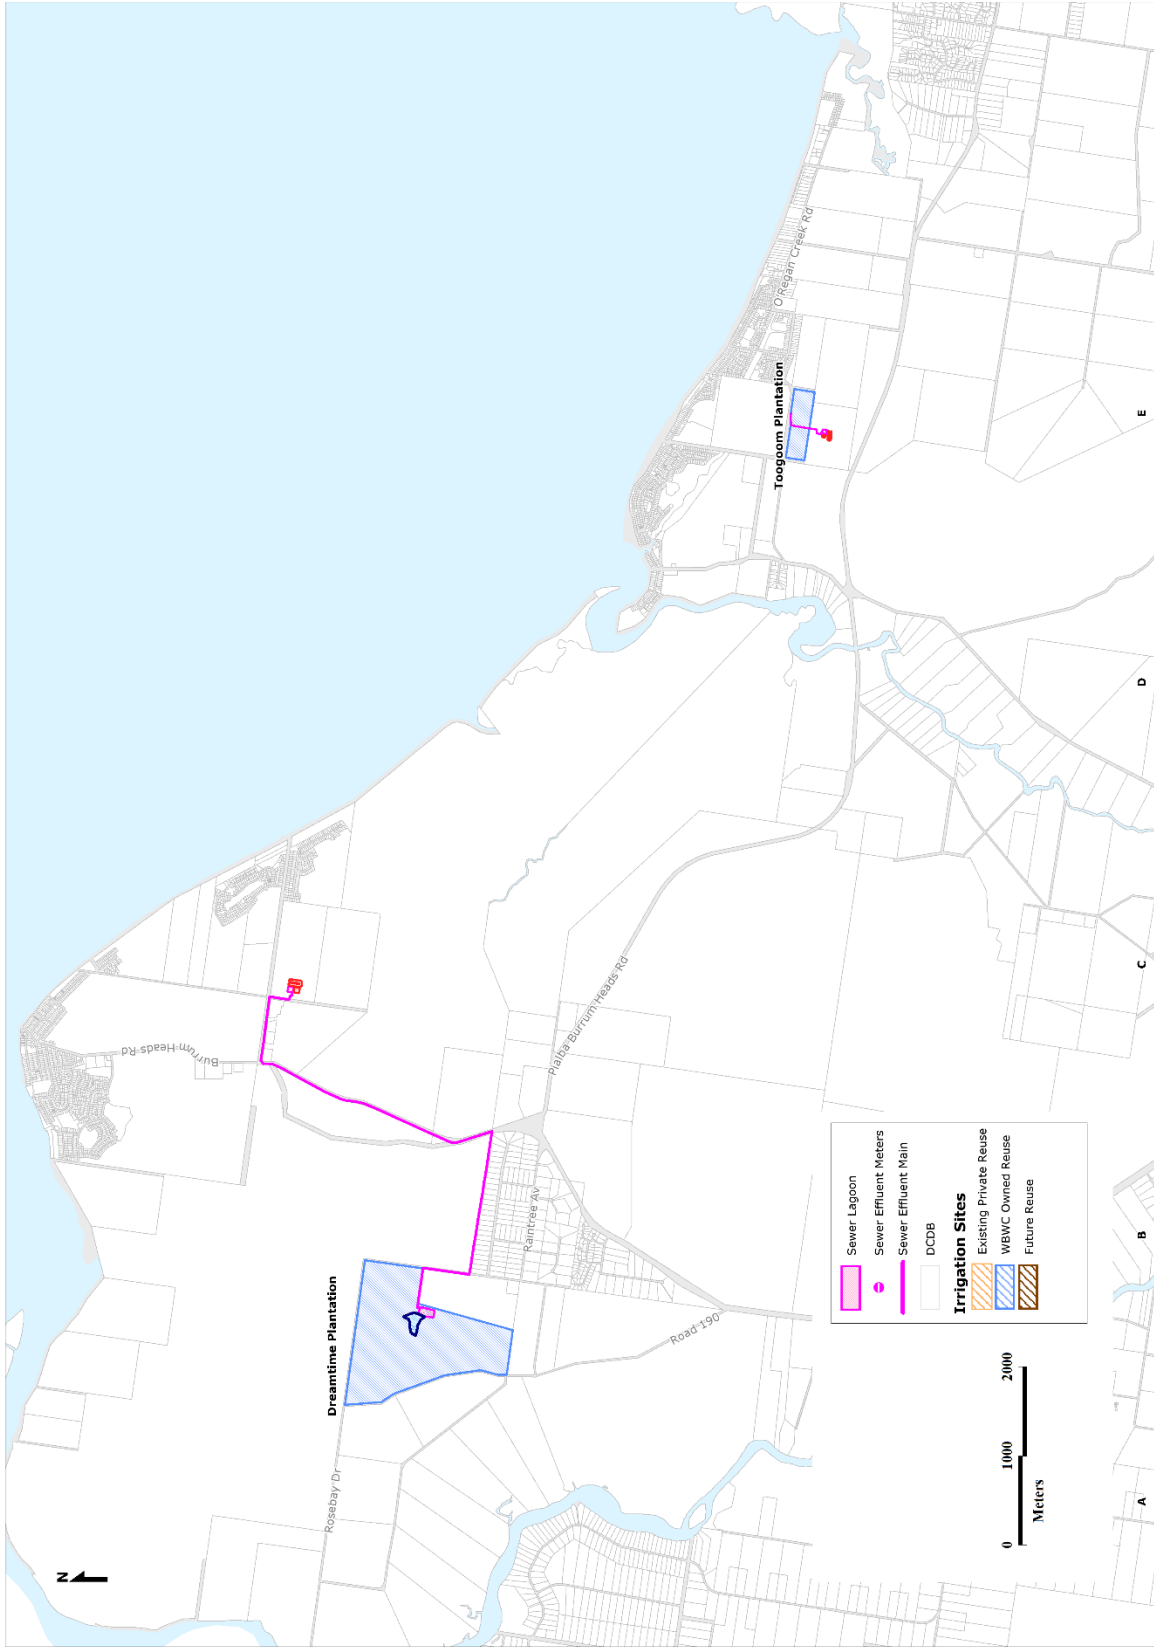 N
Burrum Heads Rd
O'Regan Creek Rd
Toogoom Plantation
Pialba Burrum Heads Rd
Raintree Av
Dreamtime Plantation
Rosebay Dr
Road 190
Sewer Lagoon
Sewer Effluent Meters
Sewer Effluent Main
DCDB
Irrigation Sites
Existing Private Reuse
WBWC Owned Reuse
Future Reuse
0 1000 2000
Meters
A
B
C
D
E